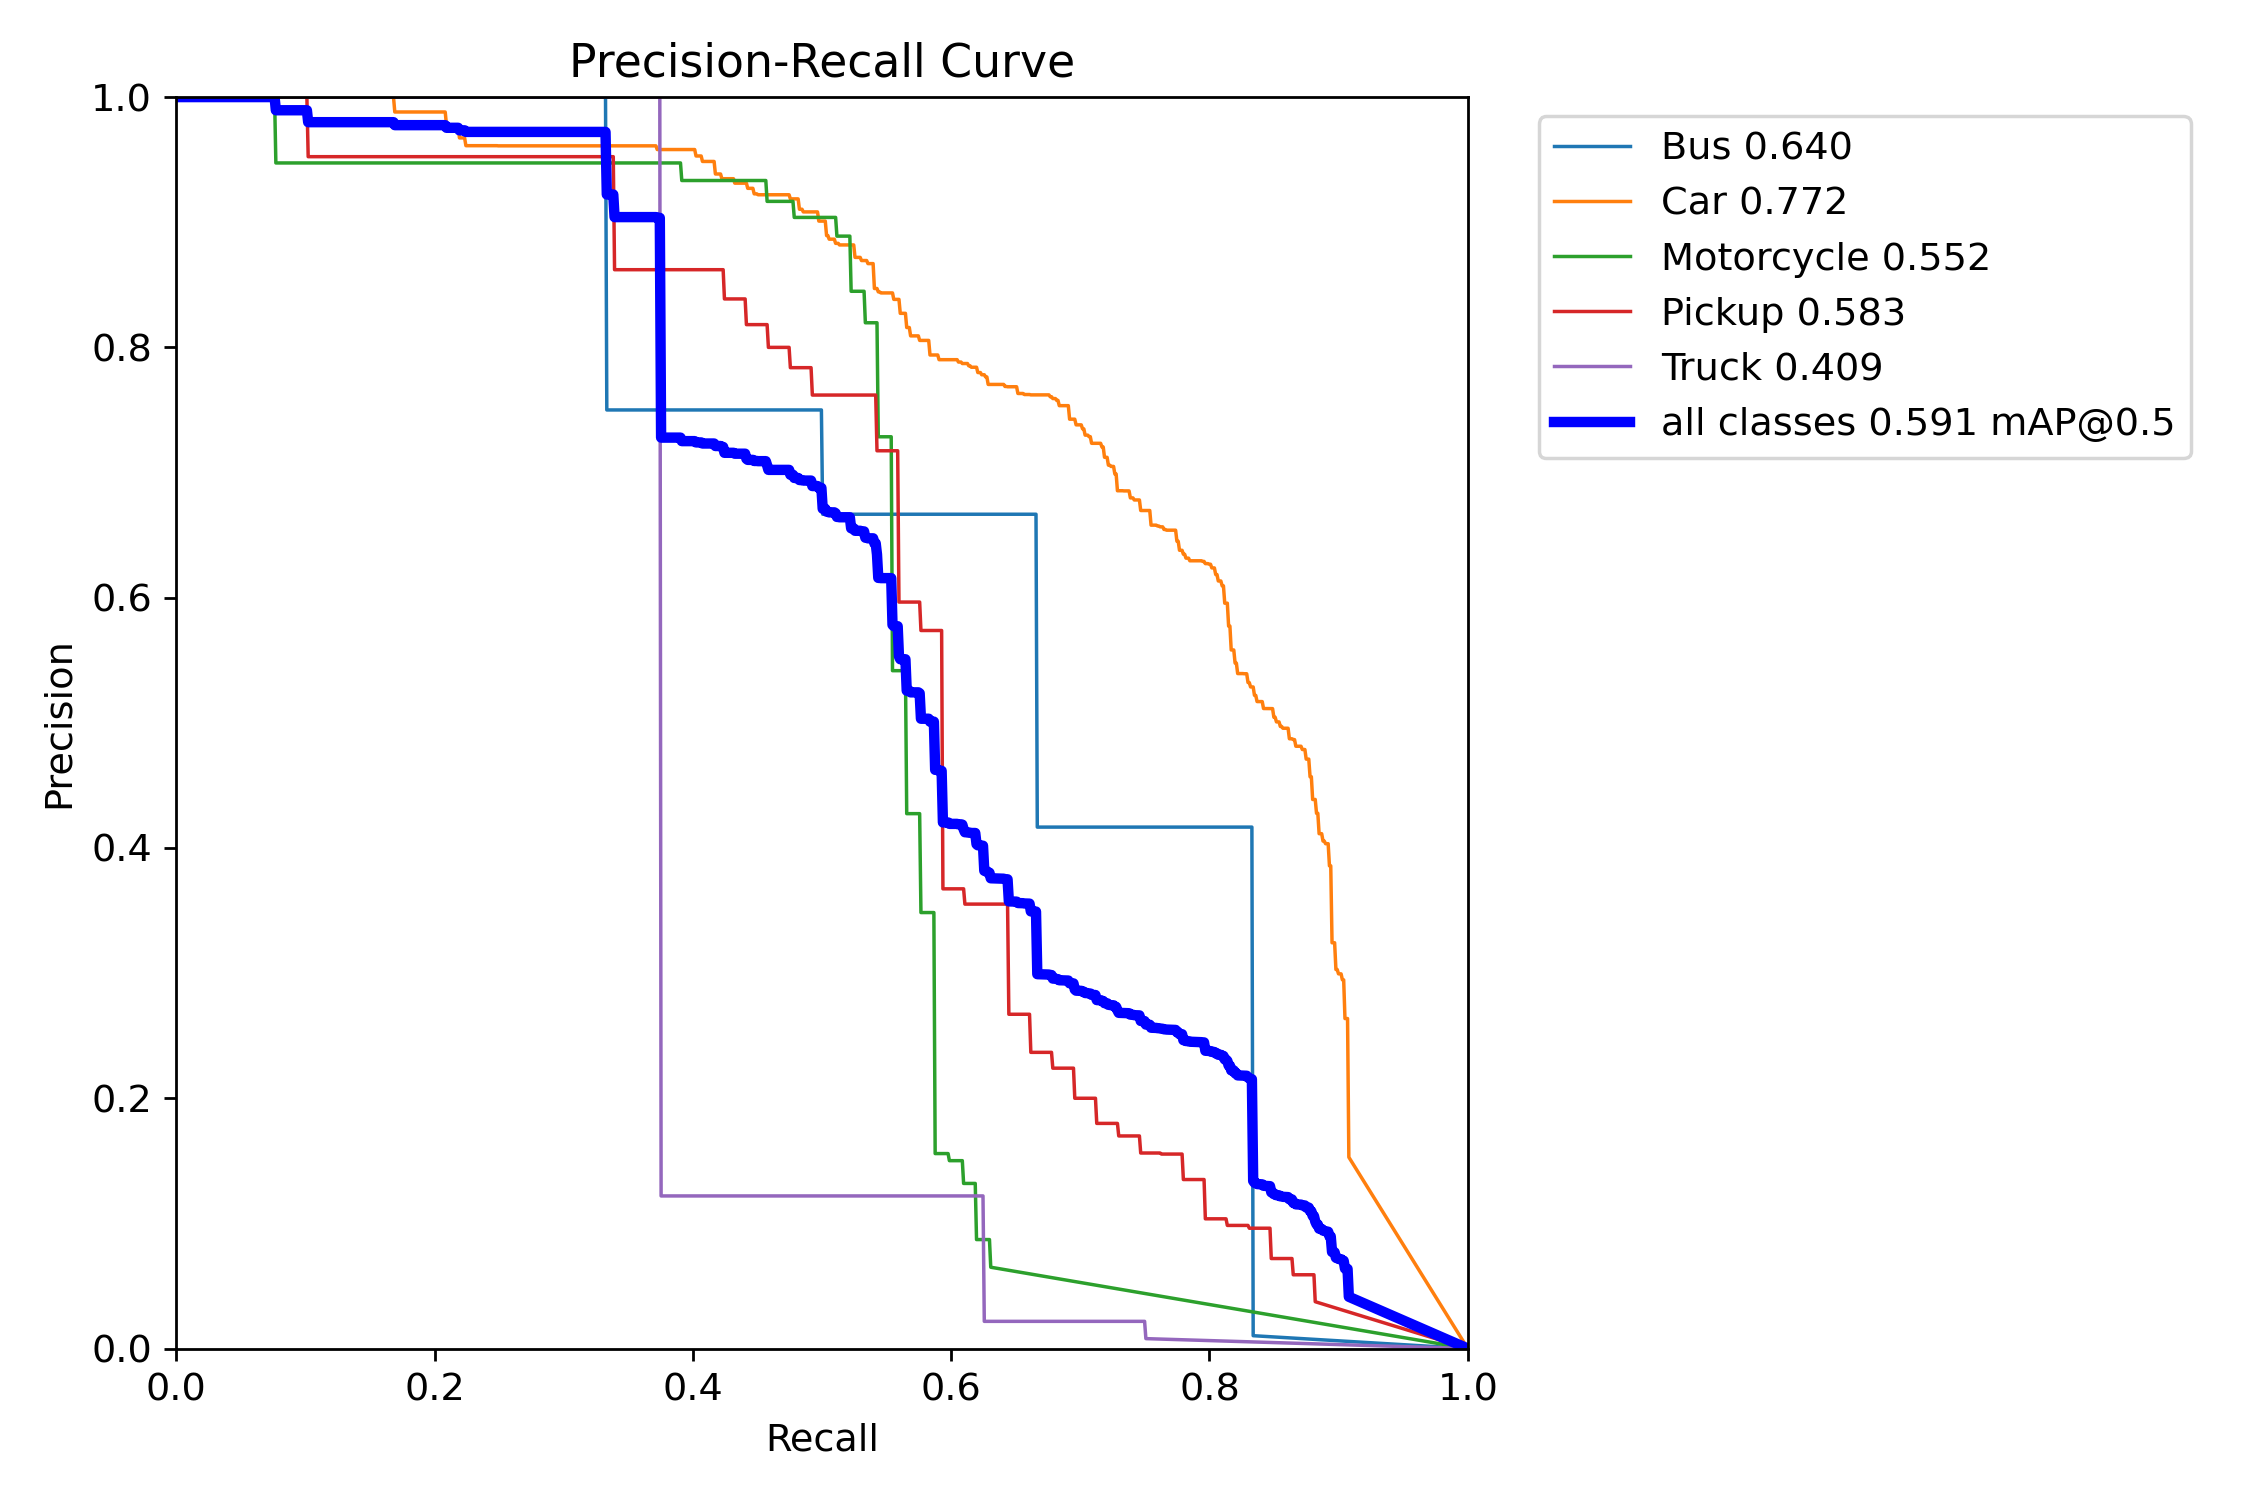 Precision-Recall Curve
1.0
0.8
0.6
0.4
0.2
0.0
Precision
0.0 0.2 0.4 0.6 0.8 1.0
Recall
Bus 0.640
Car 0.772
Motorcycle 0.552
Pickup 0.583
Truck 0.409
all classes 0.591 mAP@0.5